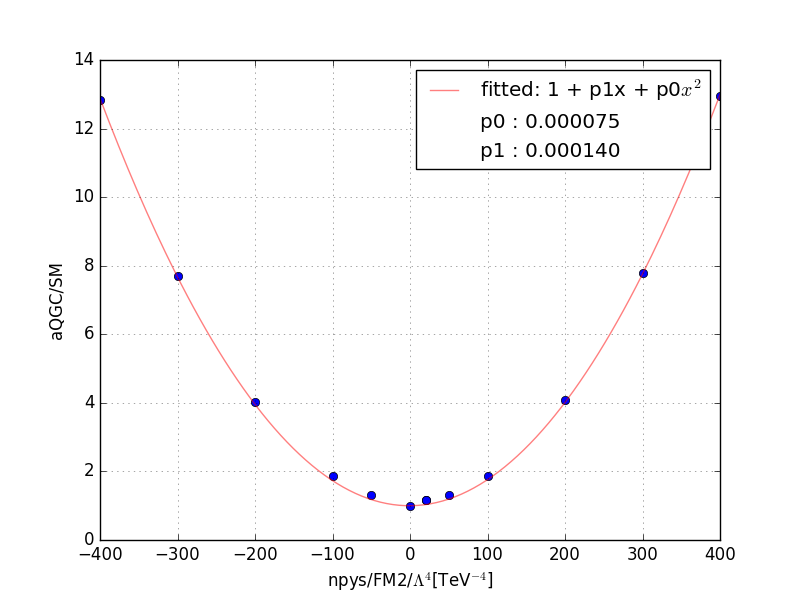 14
12
10
8
6
4
2
0
aQGC/SM
fitted: 1 + p1x + p0x²
p0 : 0.000075
p1 : 0.000140
−400 −300 −200 −100 0 100 200 300 400
npys/FM2/Λ⁴[TeV⁻⁴]